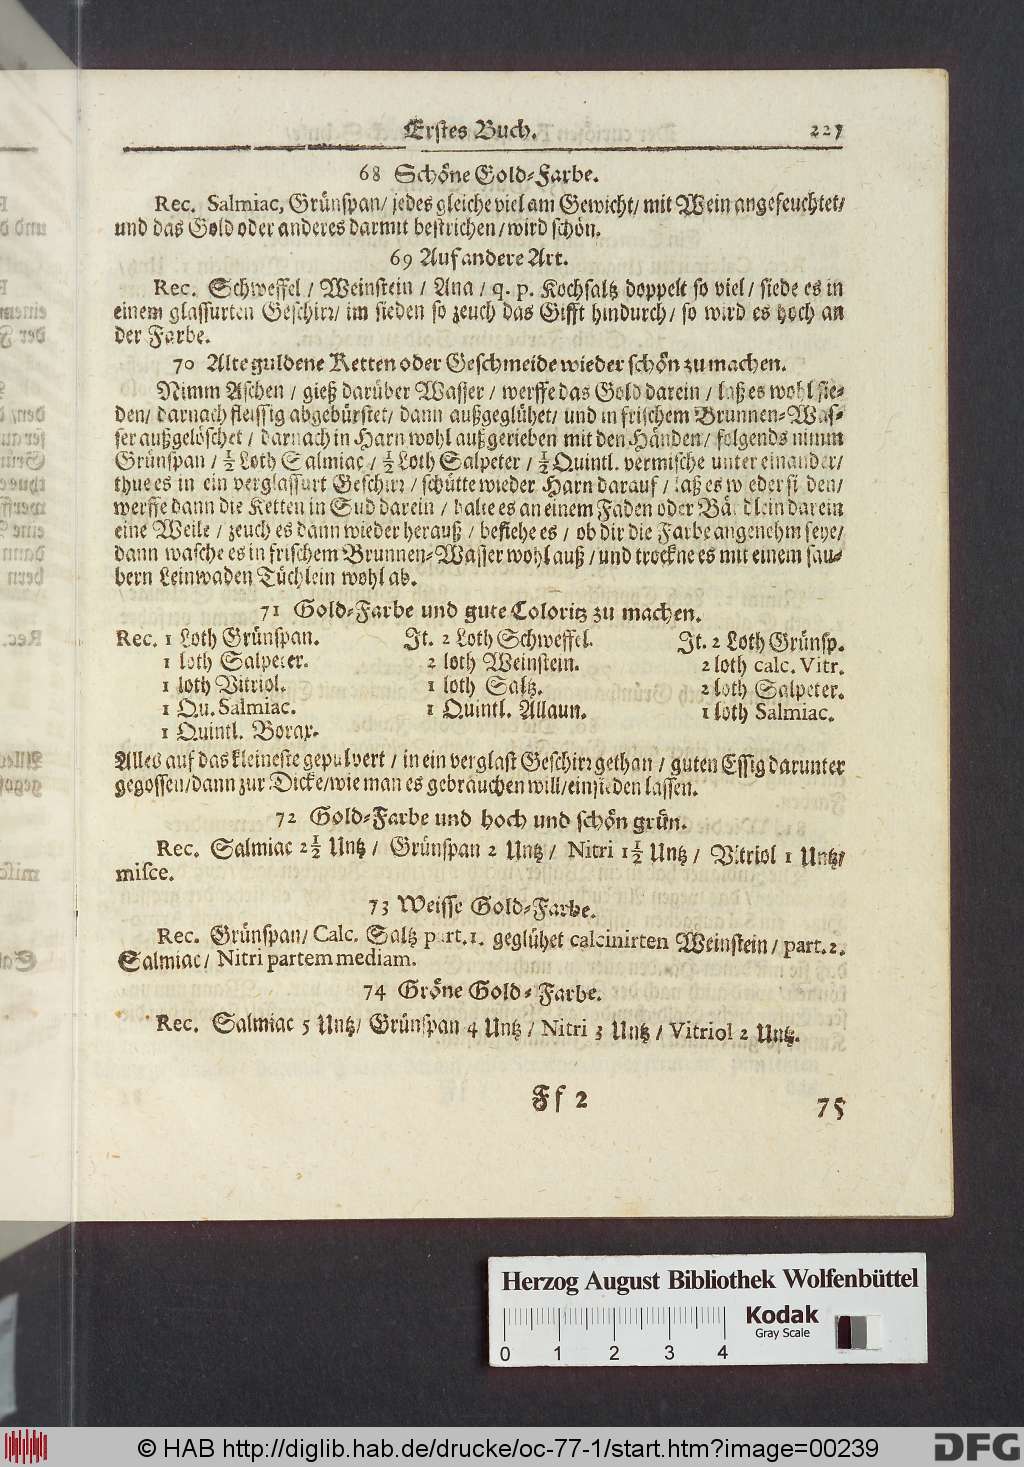 Erstes Buch. 227
68 Schöne Gold-Farbe.
Rec. Salmiac, Grünspan/ jedes gleiche viel am Gewicht/ mit Wein angefeuchtet/
und das Gold oder anderes darmit bestrichen/ wird schön.
69 Auf andere Art.
Rec. Schweffel / Weinstein / Ana / q. p. Kochsaltz doppelt so viel/ siede es in
einem glassurten Geschirr/ im sieden so zeuch das Gifft hindurch/ so wird es hoch an
der Farbe.
70 Alte guldene Ketten oder Geschmeide wieder schön zu machen.
Nimm Aschen / gieß darüber Wasser / werffe das Gold darein / laß es wohl sie-
den/ darnach fleissig abgebürstet/ dann außgeglühet/ und in frischem Brunnen-Was-
ser außgelöschet / darnach in Harn wohl außgerieben mit den Händen/ folgends nimm
Grünspan / ½ Loth Salmiac / ½ Loth Salpeter / ½ Quintl. vermische unter einander/
thue es in ein verglassurt Geschirr / schütte wieder Harn darauf / laß es wieder sieden/
werffe dann die Ketten in Sud darein / halte es an einem Faden oder Bändlein darein
eine Weile / zeuch es dann wieder herauß / besiehe es / ob dir die Farbe angenehm seye/
dann wasche es in frischem Brunnen-Wasser wohl auß / und trockne es mit einem sau-
bern Leinwaden Tüchlein wohl ab.
71 Gold-Farbe und gute Coloritz zu machen.
Rec. 1 Loth Grünspan. It. 2 Loth Schweffel. It. 2 Loth Grünsp.
1 loth Salpeter. 2 loth Weinstein. 2 loth calc. Vitr.
1 loth Vitriol. 1 loth Saltz. 2 loth Salpeter.
1 Qu. Salmiac. 1 Quintl. Allaun. 1 loth Salmiac.
1 Quintl. Borax.
Alles auf das kleineste gepulvert / in ein verglast Geschirr gethan / guten Essig darunter
gegossen/ dann zur Dicke/ wie man es gebrauchen will/ einsieden lassen.
72 Gold-Farbe und hoch und schön grün.
Rec. Salmiac 2½ Untz / Grünspan 2 Untz / Nitri 1½ Untz / Vitriol 1 Untz/
misce.
73 Weisse Gold-Farbe.
Rec. Grünspan/ Calc. Saltz part. 1. geglühet calcinirten Weinstein / part. 2.
Salmiac/ Nitri partem mediam.
74 Gröne Gold-Farbe.
Rec. Salmiac 5 Untz/ Grünspan 4 Untz / Nitri 3 Untz / Vitriol 2 Untz.
Ff 2 75
Herzog August Bibliothek Wolfenbüttel
Kodak
Gray Scale
0 1 2 3 4
© HAB http://diglib.hab.de/drucke/oc-77-1/start.htm?image=00239
DFG